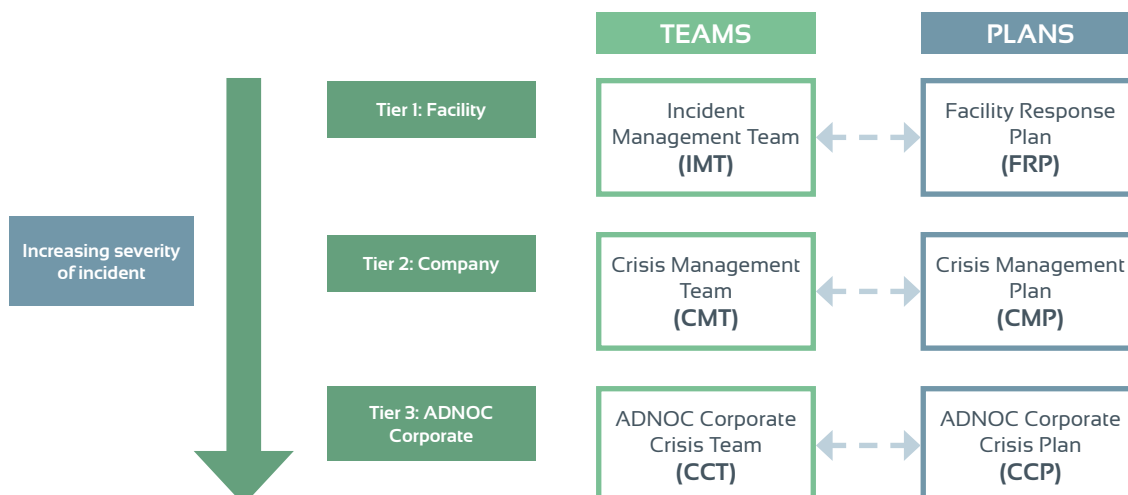 TEAMS
PLANS
Tier 1: Facility
Incident
Management Team
(IMT)
Facility Response
Plan
(FRP)
Increasing severity
of incident
Tier 2: Company
Crisis Management
Team
(CMT)
Crisis Management
Plan
(CMP)
Tier 3: ADNOC
Corporate
ADNOC Corporate
Crisis Team
(CCT)
ADNOC Corporate
Crisis Plan
(CCP)